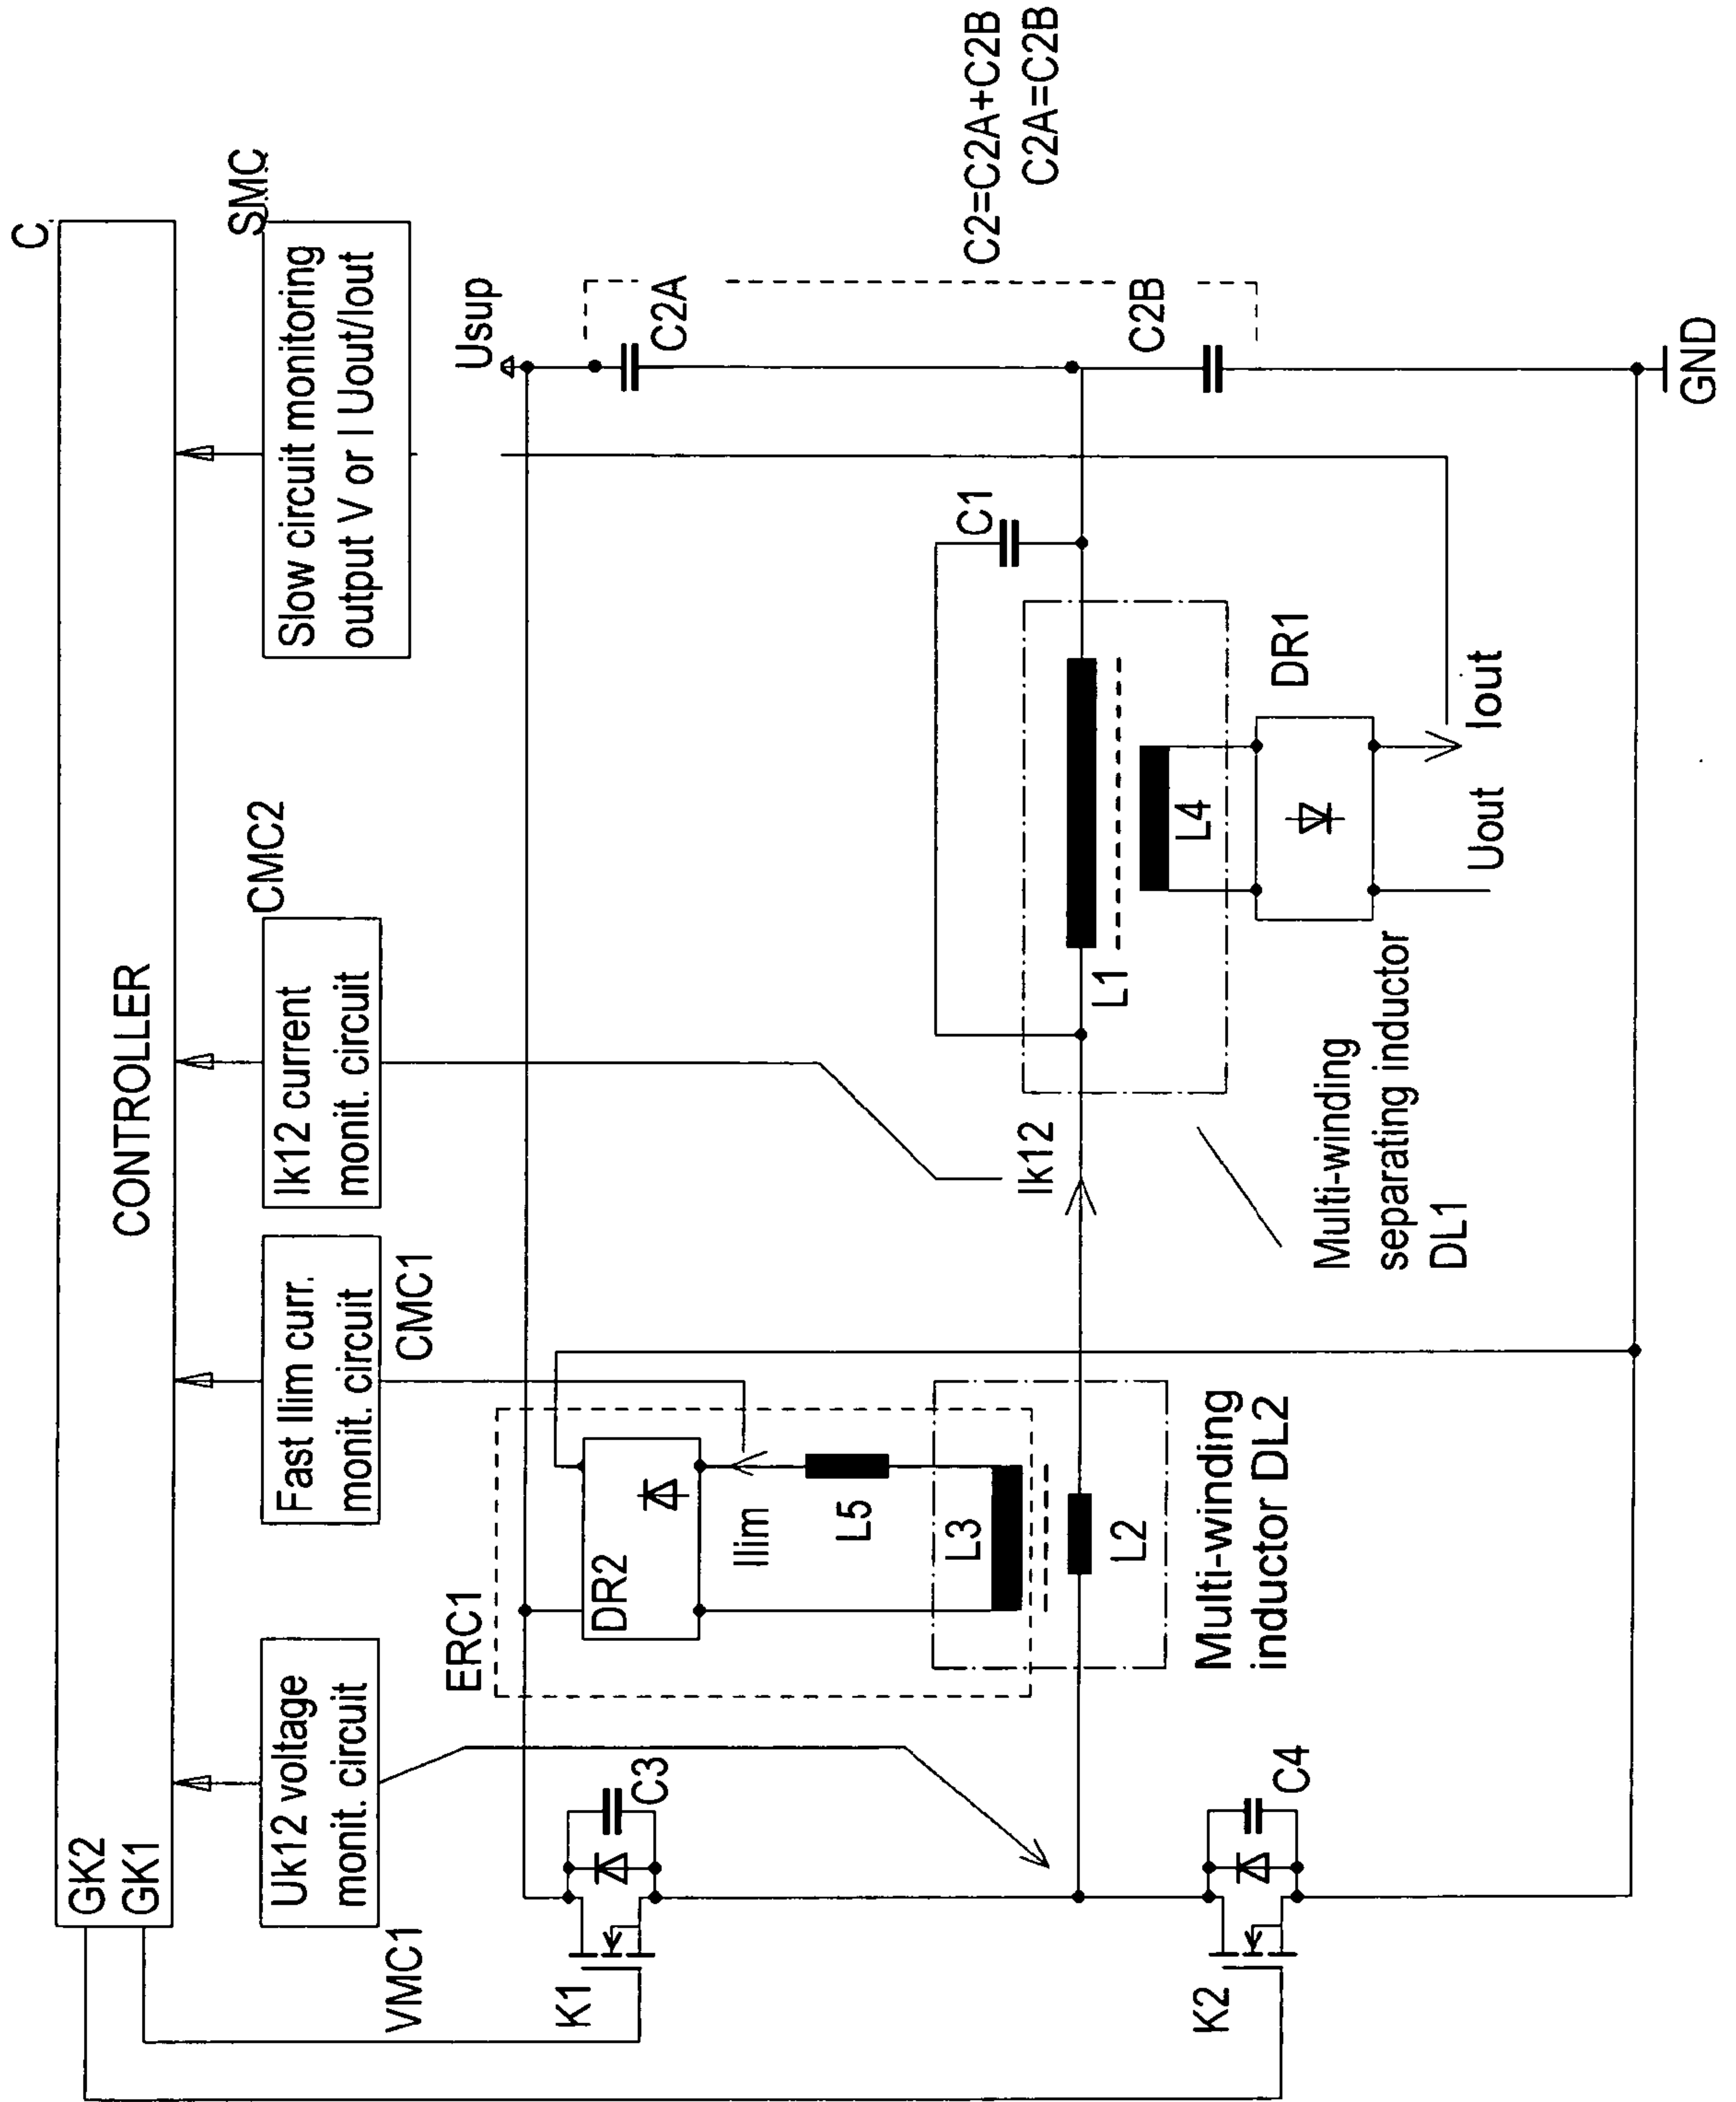 C
CONTROLLER
GK2
GK1
SMC
Slow circuit monitoring
output V or I Uout/Iout
CMC2
Ik12 current
monit. circuit
Fast Ilim curr.
monit. circuit
CMC1
Uk12 voltage
monit. circuit
VMC1
Usup
C2A
C2B
C2=C2A+C2B
C2A=C2B
GND
C1
L1
L4
DR1
Iout
Uout
Multi-winding
separating inductor
DL1
Ik12
ERC1
DR2
Ilim
L5
L3
L2
Multi-winding
inductor DL2
C3
K1
C4
K2